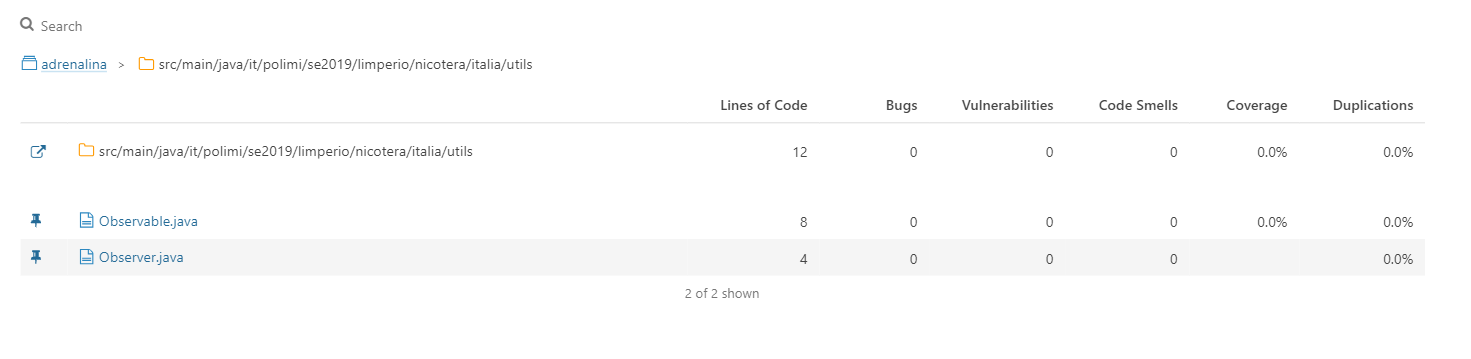 Search
adrenalina > src/main/java/it/polimi/se2019/limperio/nicotera/italia/utils
Lines of Code Bugs Vulnerabilities Code Smells Coverage Duplications
src/main/java/it/polimi/se2019/limperio/nicotera/italia/utils 12 0 0 0 0.0% 0.0%
Observable.java 8 0 0 0 0.0% 0.0%
Observer.java 4 0 0 0 0.0%
2 of 2 shown